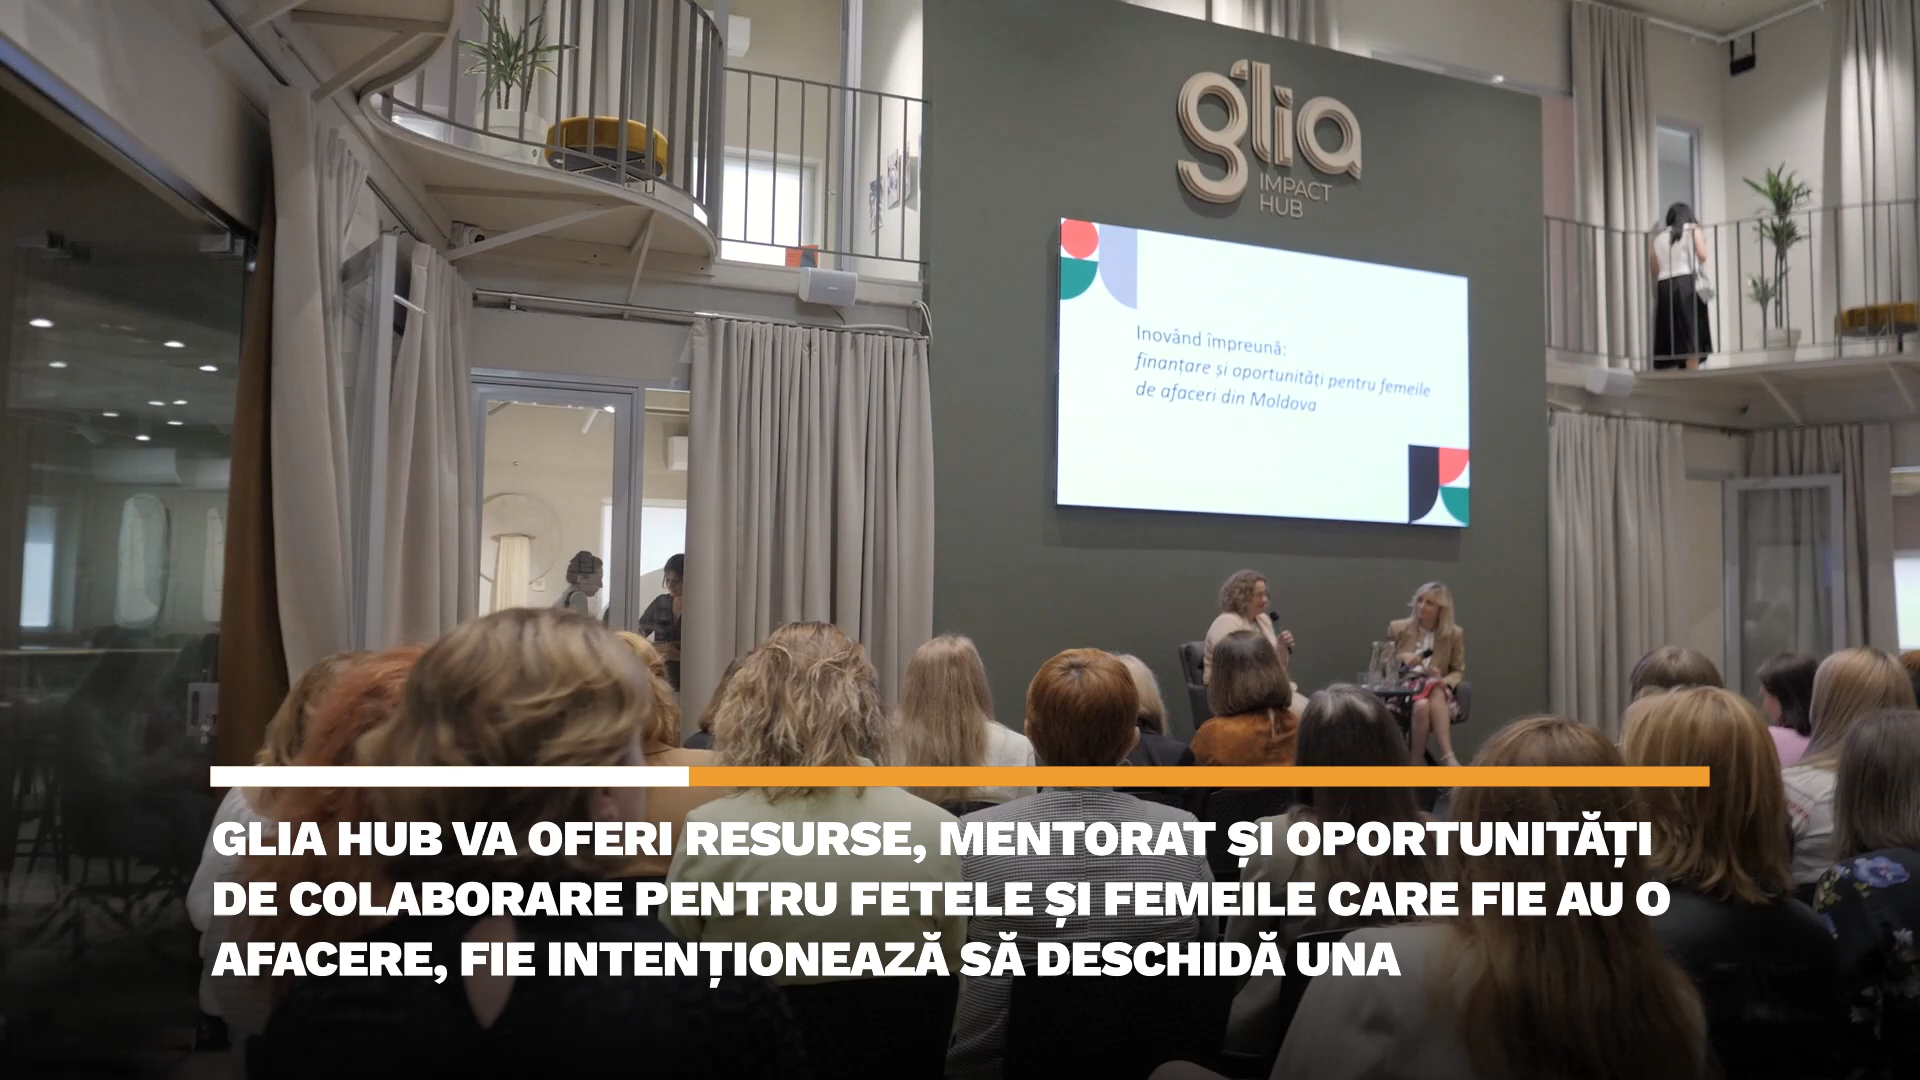 glia
IMPACT
HUB
Inovând împreună:
finanțare și oportunități pentru femeile
de afaceri din Moldova
GLIA HUB VA OFERI RESURSE, MENTORAT ȘI OPORTUNITĂȚI
DE COLABORARE PENTRU FETELE ȘI FEMEILE CARE FIE AU O
AFACERE, FIE INTENȚIONEAZĂ SĂ DESCHIDĂ UNA